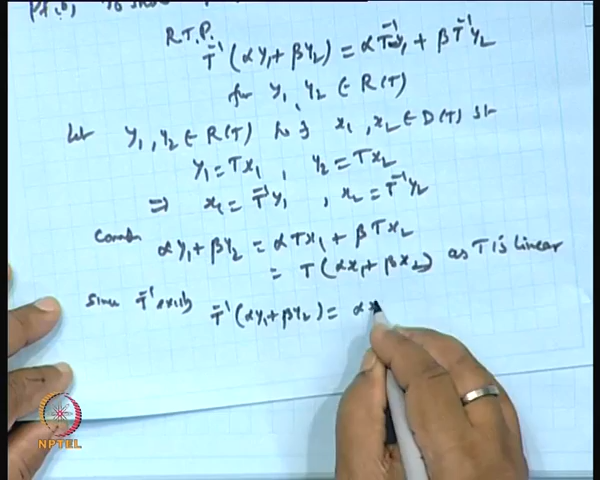 R.T.P.
T⁻¹(αy₁+βy₂) = αT⁻¹y₁ + βT⁻¹y₂
for y₁, y₂ ∈ R(T)
Let y₁, y₂ ∈ R(T) ∃ x₁, x₂ ∈ D(T) st
y₁ = Tx₁, y₂ = Tx₂
⇒ x₁ = T⁻¹y₁, x₂ = T⁻¹y₂
αy₁+βy₂ = αTx₁ + βTx₂
= T(αx₁+βx₂) as T is linear
Since T⁻¹ exists T⁻¹(αy₁+βy₂) = αx
NPTEL